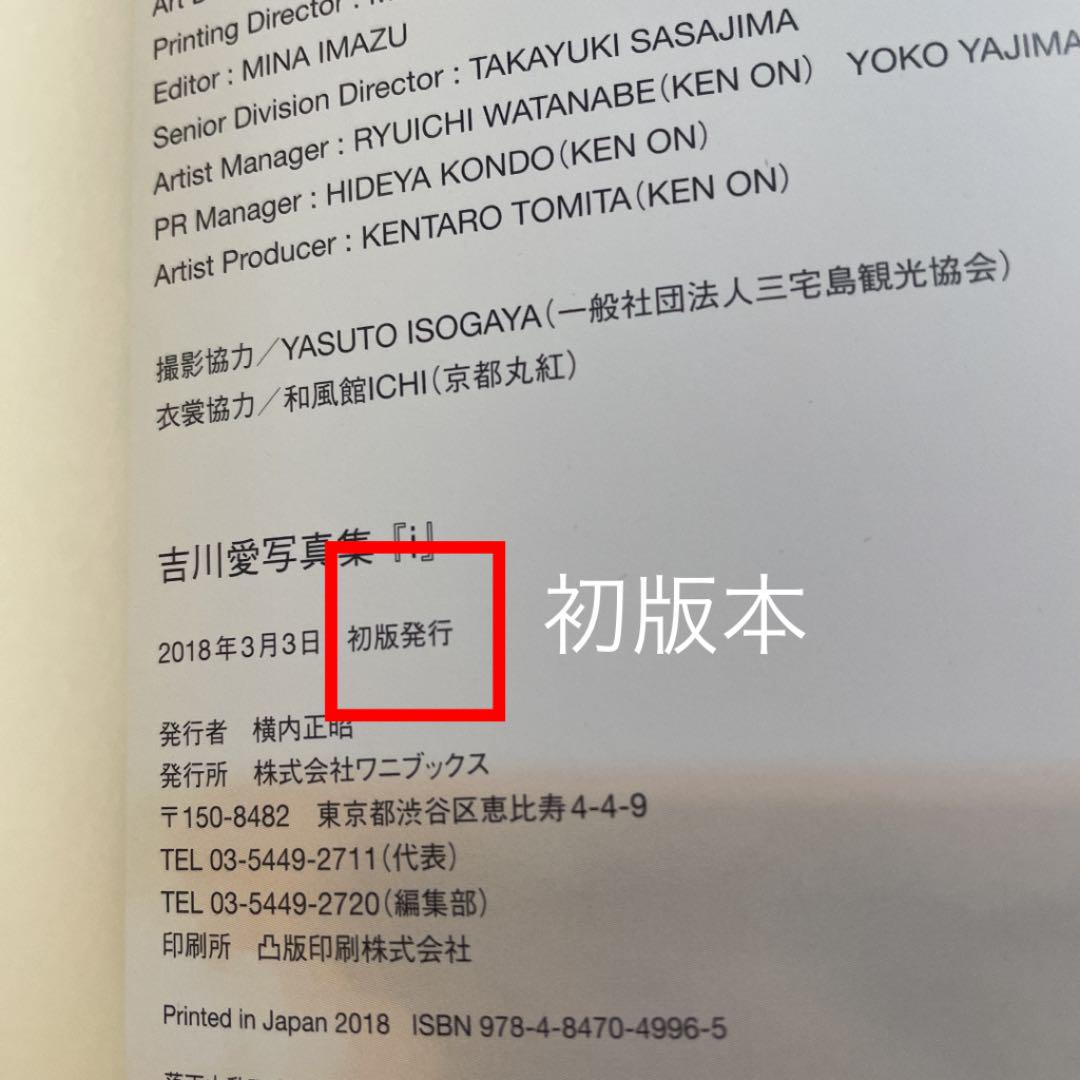 Printing Director :
Editor : MINA IMAZU
Senior Division Director : TAKAYUKI SASAJIMA
Artist Manager : RYUICHI WATANABE(KEN ON) YOKO YAJIMA
PR Manager : HIDEYA KONDO(KEN ON)
Artist Producer : KENTARO TOMITA(KEN ON)
撮影協力／YASUTO ISOGAYA(一般社団法人三宅島観光協会)
衣裳協力／和風館ICHI(京都丸紅)
吉川愛写真集『i』
2018年3月3日 初版発行
初版本
発行者 横内正昭
発行所 株式会社ワニブックス
〒150-8482 東京都渋谷区恵比寿4-4-9
TEL 03-5449-2711(代表)
TEL 03-5449-2720(編集部)
印刷所 凸版印刷株式会社
Printed in Japan 2018 ISBN 978-4-8470-4996-5